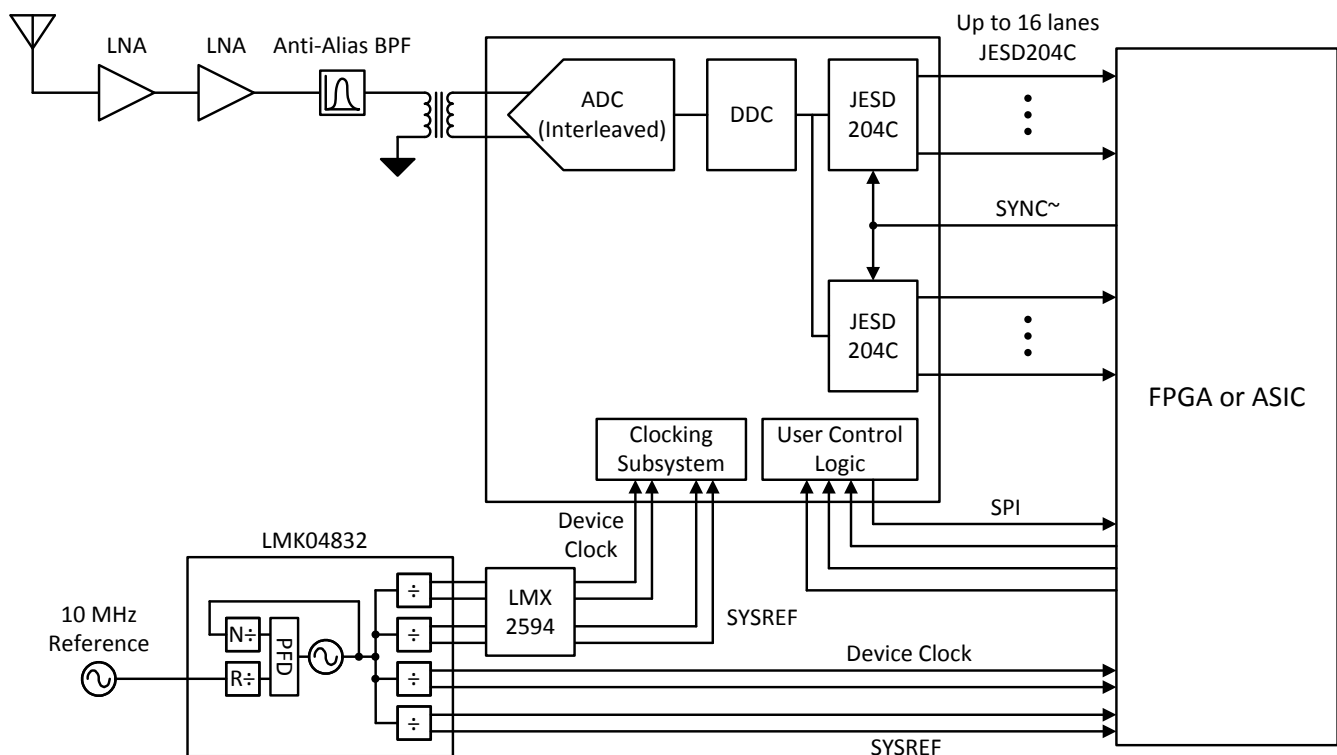 Up to 16 lanes
JESD204C
LNA
LNA
Anti-Alias BPF
ADC
(Interleaved)
DDC
JESD
204C
SYNC~
JESD
204C
FPGA or ASIC
Clocking
Subsystem
User Control
Logic
SPI
Device
Clock
LMK04832
10 MHz
Reference
N÷
R÷
PFD
÷
÷
÷
÷
LMX
2594
SYSREF
Device Clock
SYSREF